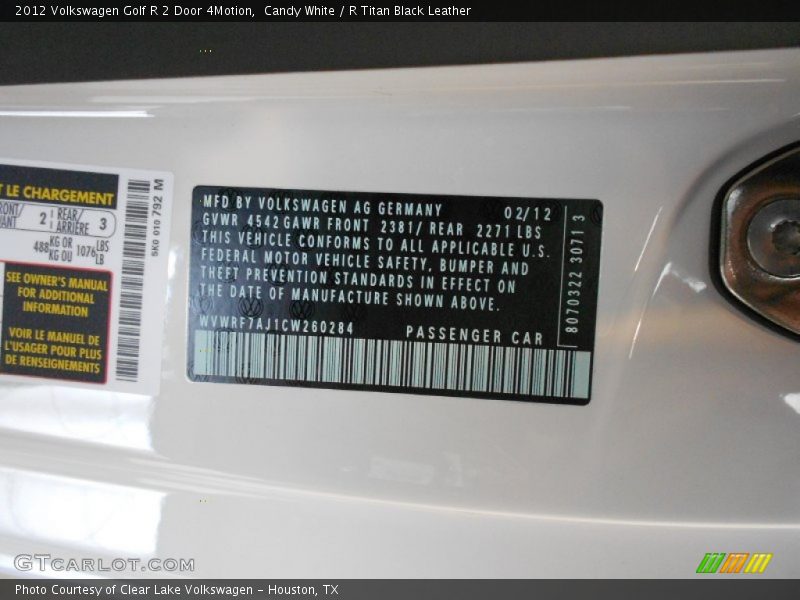 2012 Volkswagen Golf R 2 Door 4Motion, Candy White / R Titan Black Leather
T LE CHARGEMENT
2 REAR/ARRIÈRE 3
488 KG OR KG OU 1076 LBS LB
SEE OWNER'S MANUAL
FOR ADDITIONAL
INFORMATION
VOIR LE MANUEL DE
L'USAGER POUR PLUS
DE RENSEIGNEMENTS
5K0 010 792 M
MFD BY VOLKSWAGEN AG GERMANY 02/12
GVWR 4542 GAWR FRONT 2381/ REAR 2271 LBS
THIS VEHICLE CONFORMS TO ALL APPLICABLE U.S.
FEDERAL MOTOR VEHICLE SAFETY, BUMPER AND
THEFT PREVENTION STANDARDS IN EFFECT ON
THE DATE OF MANUFACTURE SHOWN ABOVE.
WVWRF7AJ1CW260284 PASSENGER CAR
8070322 3071 3
GTCARLOT.COM
Photo Courtesy of Clear Lake Volkswagen - Houston, TX